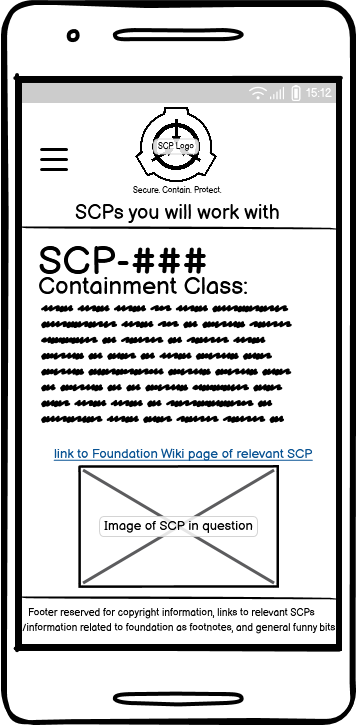 15:12
SCP Logo
Secure. Contain. Protect.
SCPs you will work with
SCP-###
Containment Class:
link to Foundation Wiki page of relevant SCP
Image of SCP in question
Footer reserved for copyright information, links to relevant SCPs
/information related to foundation as footnotes, and general funny bits